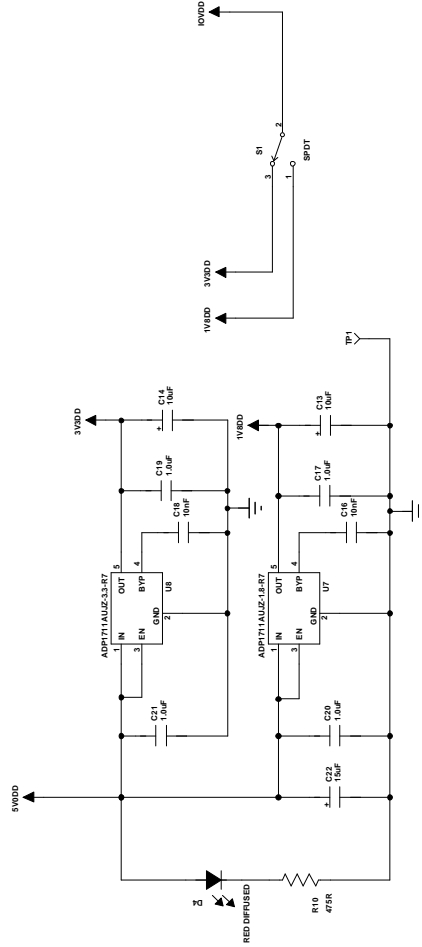 5V0DD
D4
RED DIFFUSED
R10
475R
C21
1.0uF
C22
15uF
C20
1.0uF
ADP1711AUJZ-3.3-R7
1
IN
OUT
5
3
EN
BYP
4
GND
2
U8
C18
10nF
C19
1.0uF
C14
10uF
+
3V3DD
ADP1711AUJZ-1.8-R7
1
IN
OUT
5
3
EN
BYP
4
GND
2
U7
C16
10nF
C17
1.0uF
C13
10uF
+
+
1V8DD
TP1
1V8DD
3V3DD
3
S1
2
1
SPDT
IOVDD